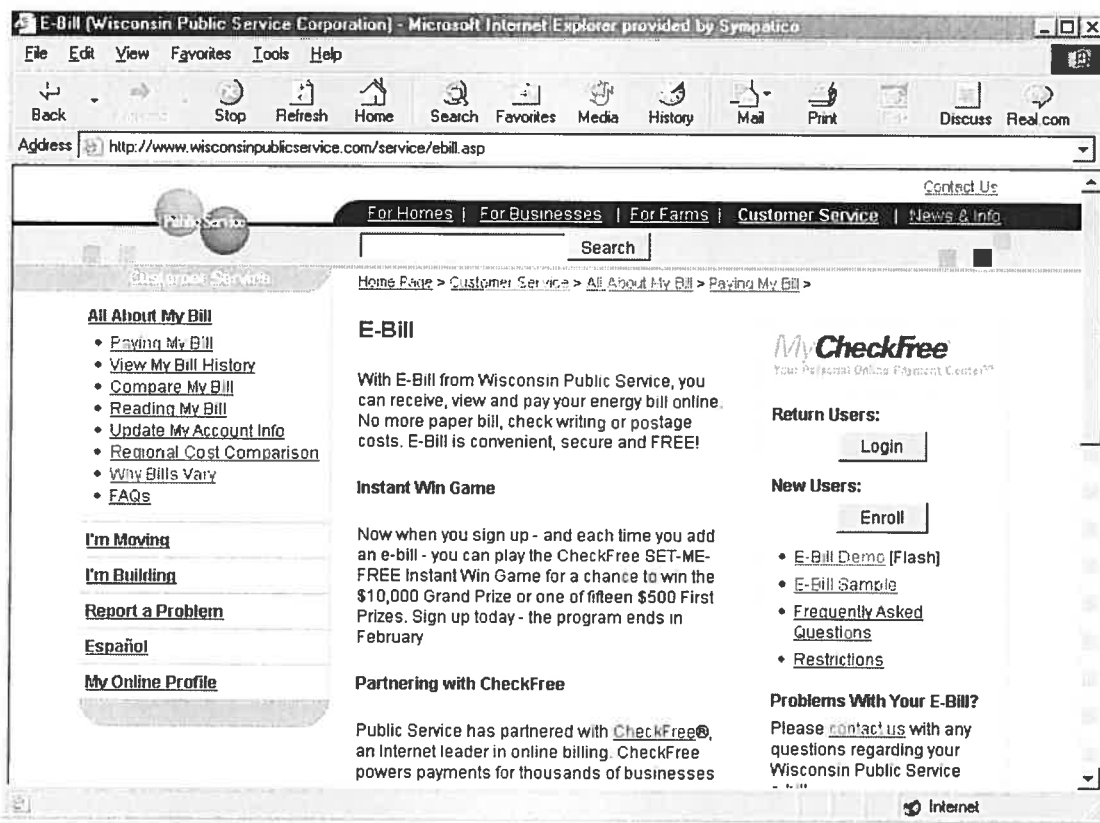 E-Bill (Wisconsin Public Service Corporation) - Microsoft Internet Explorer provided by Sympatico
File Edit View Favorites Tools Help
Back Stop Refresh Home Search Favorites Media History Mail Print Discuss Real.com
Address http://www.wisconsinpublicservice.com/service/ebill.asp
Contact Us
Public Service
For Homes | For Businesses | For Farms | Customer Service | News & Info
Search
Customer Service
Home Page > Customer Service > All About My Bill > Paying My Bill >
All About My Bill
• Paying My Bill
• View My Bill History
• Compare My Bill
• Reading My Bill
• Update My Account Info
• Regional Cost Comparison
• Why Bills Vary
• FAQs
I'm Moving
I'm Building
Report a Problem
Español
My Online Profile
E-Bill
With E-Bill from Wisconsin Public Service, you
can receive, view and pay your energy bill online.
No more paper bill, check writing or postage
costs. E-Bill is convenient, secure and FREE!
Instant Win Game
Now when you sign up - and each time you add
an e-bill - you can play the CheckFree SET-ME-
FREE Instant Win Game for a chance to win the
$10,000 Grand Prize or one of fifteen $500 First
Prizes. Sign up today - the program ends in
February
Partnering with CheckFree
Public Service has partnered with CheckFree®,
an Internet leader in online billing. CheckFree
powers payments for thousands of businesses
My CheckFree
Your Personal Online Payment Center
Return Users:
Login
New Users:
Enroll
• E-Bill Demo [Flash]
• E-Bill Sample
• Frequently Asked
Questions
• Restrictions
Problems With Your E-Bill?
Please contact us with any
questions regarding your
Wisconsin Public Service
Internet